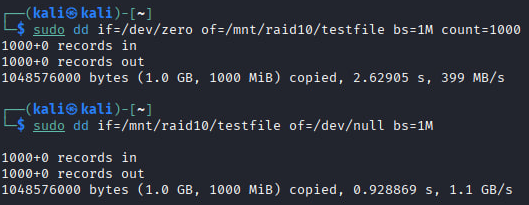 ┌──(kali㉿kali)-[~]
└─$ sudo dd if=/dev/zero of=/mnt/raid10/testfile bs=1M count=1000
1000+0 records in
1000+0 records out
1048576000 bytes (1.0 GB, 1000 MiB) copied, 2.62905 s, 399 MB/s
┌──(kali㉿kali)-[~]
└─$ sudo dd if=/mnt/raid10/testfile of=/dev/null bs=1M
1000+0 records in
1000+0 records out
1048576000 bytes (1.0 GB, 1000 MiB) copied, 0.928869 s, 1.1 GB/s